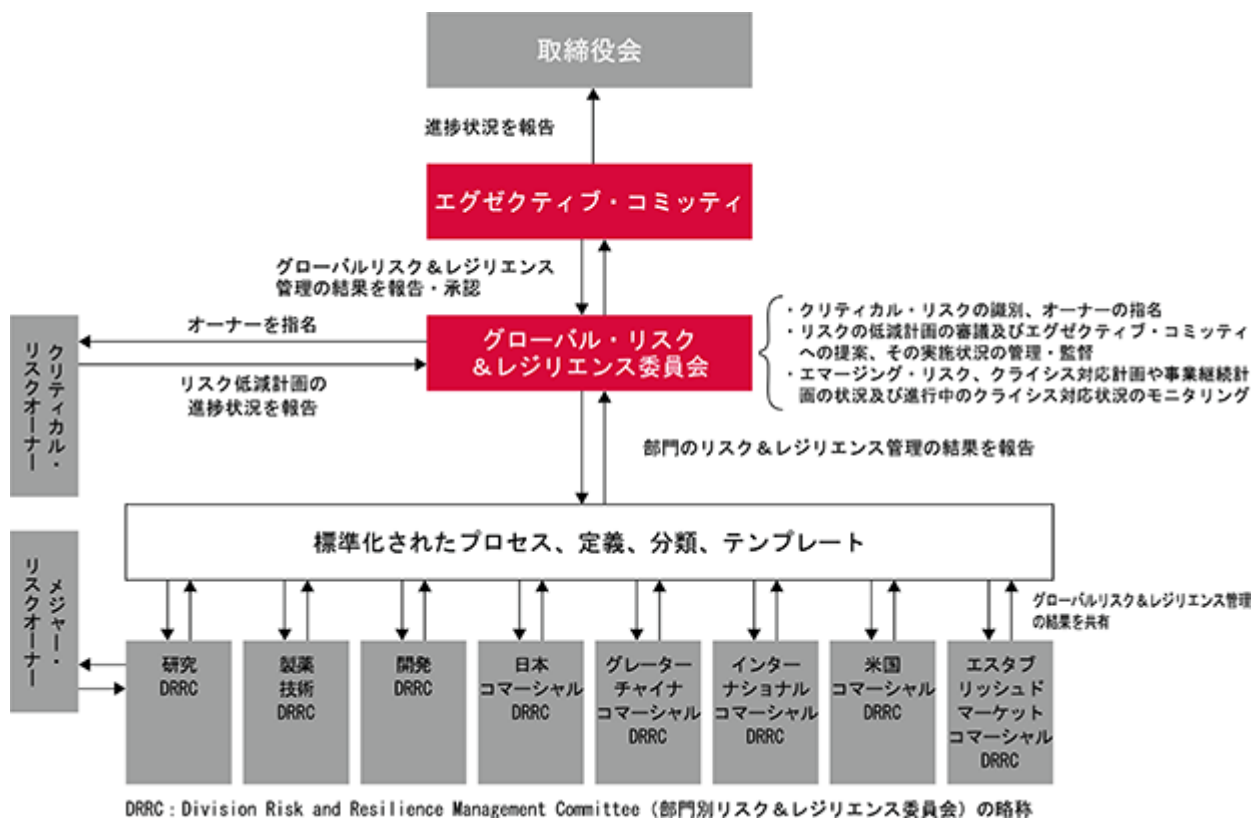 取締役会
進捗状況を報告
エグゼクティブ・コミッティ
グローバルリスク＆レジリエンス
管理の結果を報告・承認
オーナーを指名
クリティカル・
リスクオーナー
リスク低減計画の
進捗状況を報告
グローバル・リスク
＆レジリエンス委員会
・クリティカル・リスクの識別、オーナーの指名
・リスクの低減計画の審議及びエグゼクティブ・コミッティ
への提案、その実施状況の管理・監督
・エマージング・リスク、クライシス対応計画や事業継続計
画の状況及び進行中のクライシス対応状況のモニタリング
部門のリスク＆レジリエンス管理の結果を報告
標準化されたプロセス、定義、分類、テンプレート
グローバルリスク＆レジリエンス管理
の結果を共有
メジャー・
リスクオーナー
研究
DRRC
製薬
技術
DRRC
開発
DRRC
日本
コマーシャル
DRRC
グレーター
チャイナ
コマーシャル
DRRC
インター
ナショナル
コマーシャル
DRRC
米国
コマーシャル
DRRC
エスタブ
リッシュド
マーケット
コマーシャル
DRRC
DRRC：Division Risk and Resilience Management Committee（部門別リスク＆レジリエンス委員会）の略称